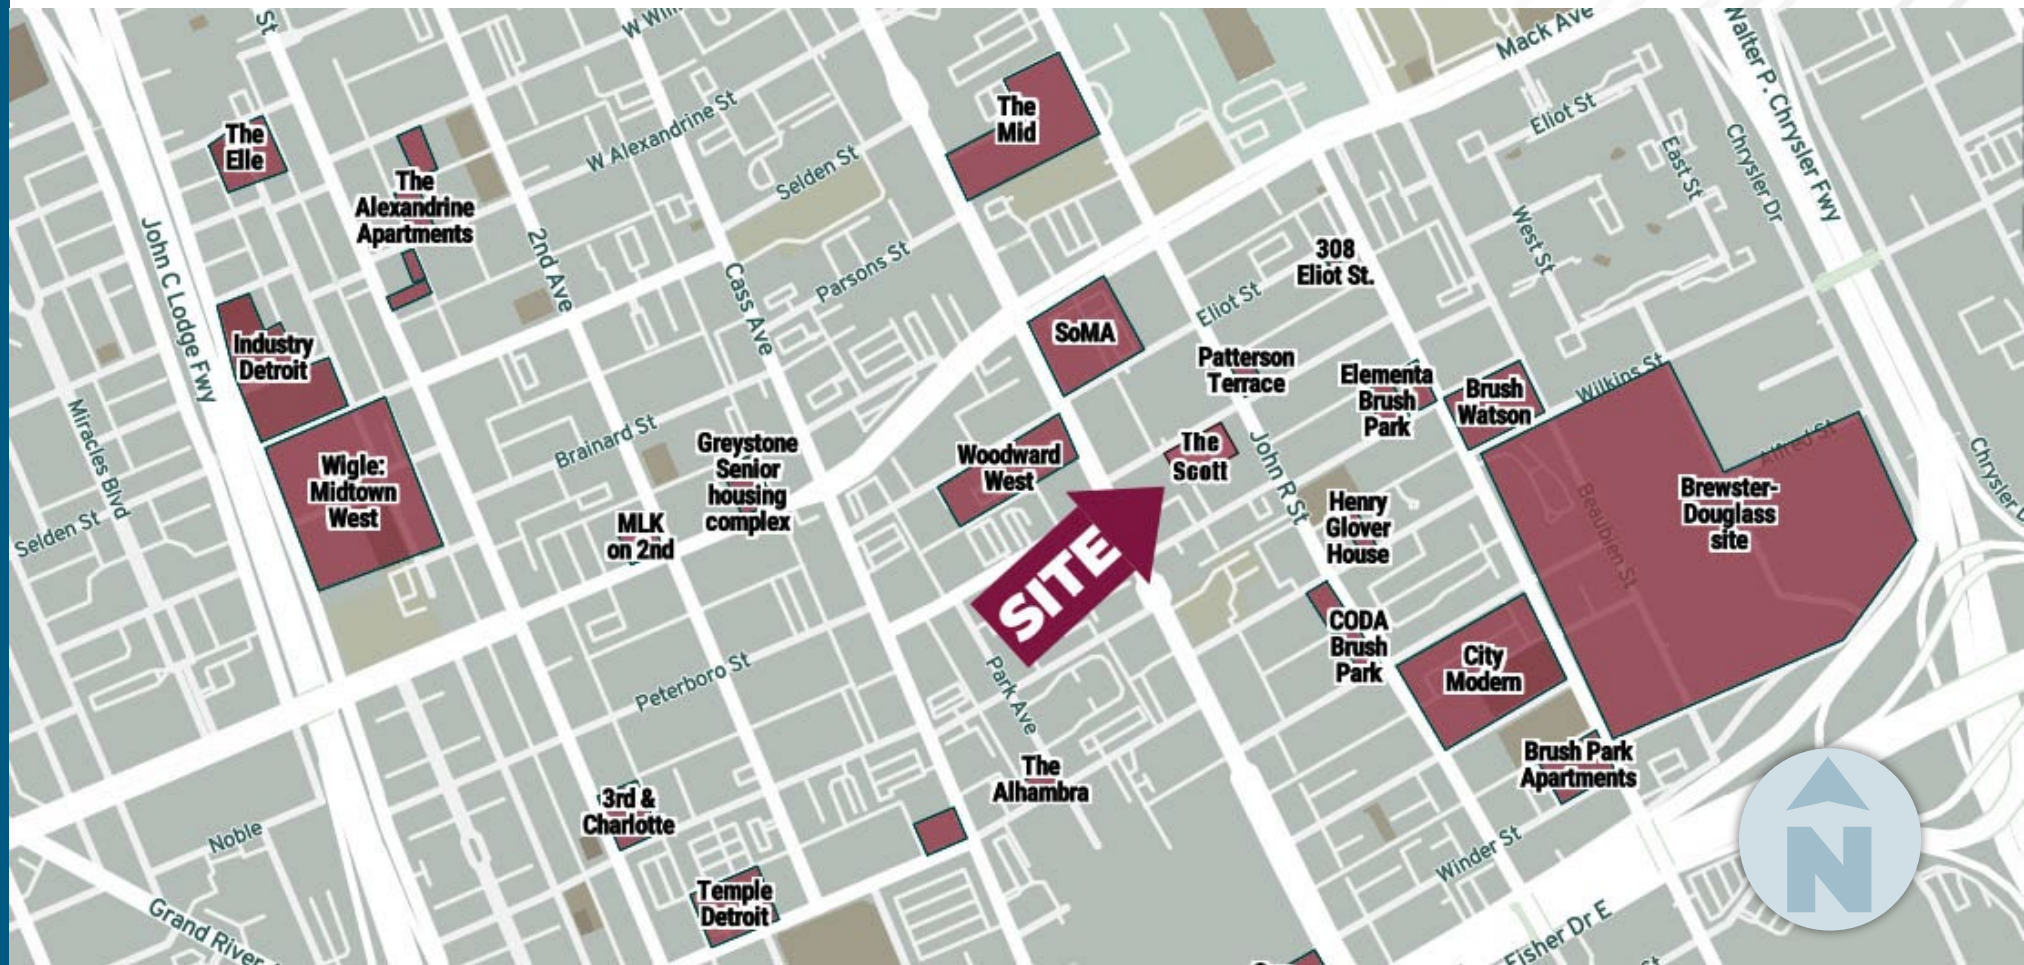 St
W Will
Mack Ave
Walter P. Chrysler Fwy
The
Elle
The
Mid
W Alexandrine St
Eliot St
Chrysler Dr
East St
Selden St
The
Alexandrine
Apartments
John C Lodge Fwy
2nd Ave
Cass Ave
Parsons St
West St
308
Eliot St.
Eliot St
SoMA
Industry
Detroit
Patterson
Terrace
Elementa
Brush
Park
Brush
Watson
Wilkins St
Miracles Blvd
Brainard St
Greystone
Senior
housing
complex
Woodward
West
The
Scott
John R St
Alfred St
Chrysler D
Wigle:
Midtown
West
Selden St
MLK
on 2nd
Henry
Glover
House
Beaubien St
Brewster-
Douglass
site
SITE
CODA
Brush
Park
City
Modern
Peterboro St
Park Ave
The
Alhambra
Brush Park
Apartments
3rd &
Charlotte
Noble
Winder St
N
Temple
Detroit
Grand River
Fisher Dr E
St